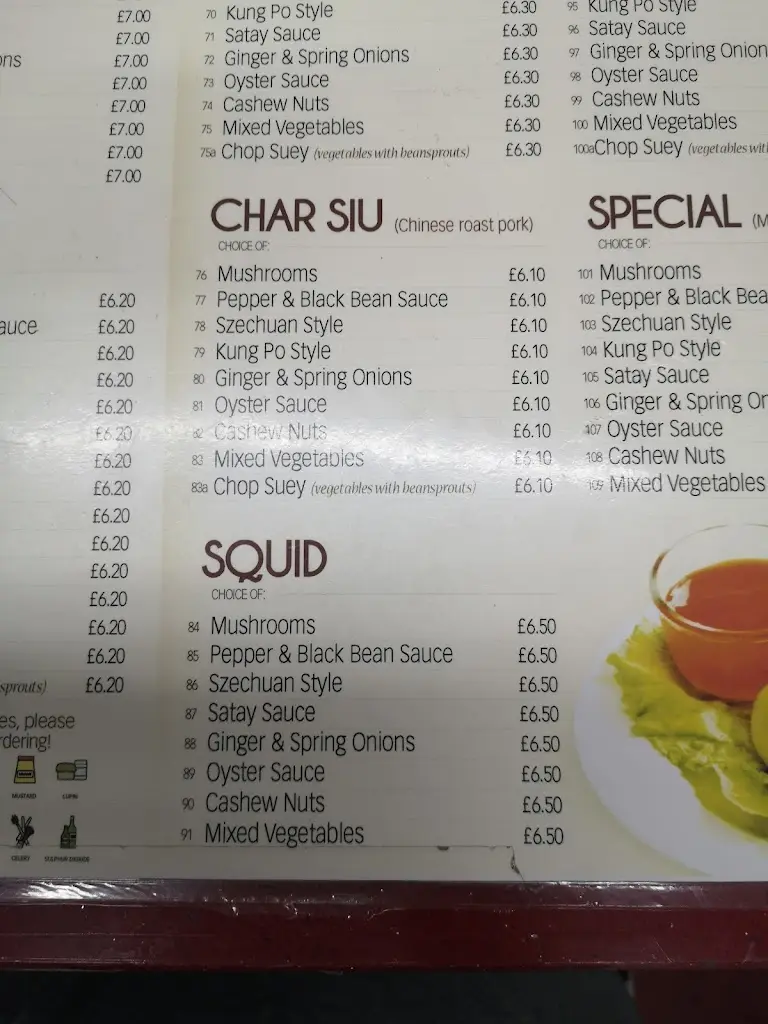 £7.00
£7.00
ons £7.00
£7.00
£7.00
£7.00
£7.00
£7.00
£6.20
auce £6.20
£6.20
£6.20
£6.20
£6.20
£6.20
£6.20
£6.20
£6.20
£6.20
£6.20
£6.20
£6.20
sprouts) £6.20
es, please
rdering!
MUSTARD LUPIN
CELERY SULPHUR DIOXIDE
70 Kung Po Style £6.30
71 Satay Sauce £6.30
72 Ginger & Spring Onions £6.30
73 Oyster Sauce £6.30
74 Cashew Nuts £6.30
75 Mixed Vegetables £6.30
75a Chop Suey (vegetables with beansprouts) £6.30
CHAR SIU (Chinese roast pork)
CHOICE OF:
76 Mushrooms £6.10
77 Pepper & Black Bean Sauce £6.10
78 Szechuan Style £6.10
79 Kung Po Style £6.10
80 Ginger & Spring Onions £6.10
81 Oyster Sauce £6.10
82 Cashew Nuts £6.10
83 Mixed Vegetables £6.10
83a Chop Suey (vegetables with beansprouts) £6.10
SQUID
CHOICE OF:
84 Mushrooms £6.50
85 Pepper & Black Bean Sauce £6.50
86 Szechuan Style £6.50
87 Satay Sauce £6.50
88 Ginger & Spring Onions £6.50
89 Oyster Sauce £6.50
90 Cashew Nuts £6.50
91 Mixed Vegetables £6.50
95 Kung Po Style
96 Satay Sauce
97 Ginger & Spring Onion
98 Oyster Sauce
99 Cashew Nuts
100 Mixed Vegetables
100a Chop Suey (vegetables wit
SPECIAL (M
CHOICE OF:
101 Mushrooms
102 Pepper & Black Bea
103 Szechuan Style
104 Kung Po Style
105 Satay Sauce
106 Ginger & Spring Or
107 Oyster Sauce
108 Cashew Nuts
109 Mixed Vegetables